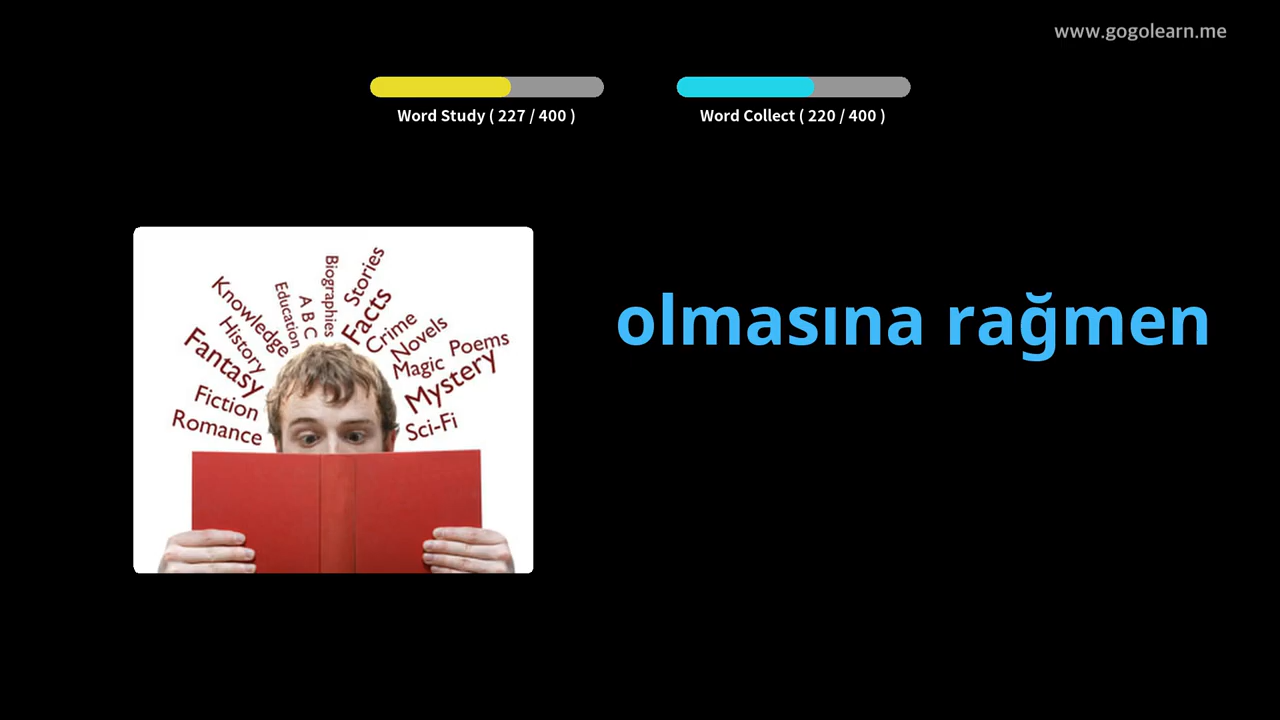 www.gogolearn.me
Word Study ( 227 / 400 )
Word Collect ( 220 / 400 )
Biographies
Stories
Education
A B C
Facts
Knowledge
Crime
History
Novels
Fantasy
Magic
Poems
Mystery
Fiction
Romance
Sci-Fi
olmasına rağmen